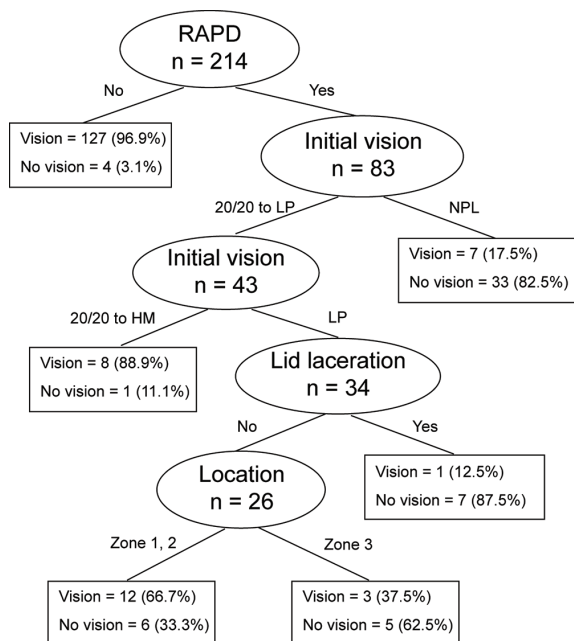 RAPD
n = 214
No
Yes
Vision = 127 (96.9%)
No vision = 4 (3.1%)
Initial vision
n = 83
20/20 to LP
NPL
Vision = 7 (17.5%)
No vision = 33 (82.5%)
Initial vision
n = 43
20/20 to HM
LP
Vision = 8 (88.9%)
No vision = 1 (11.1%)
Lid laceration
n = 34
No
Yes
Vision = 1 (12.5%)
No vision = 7 (87.5%)
Location
n = 26
Zone 1, 2
Zone 3
Vision = 12 (66.7%)
No vision = 6 (33.3%)
Vision = 3 (37.5%)
No vision = 5 (62.5%)